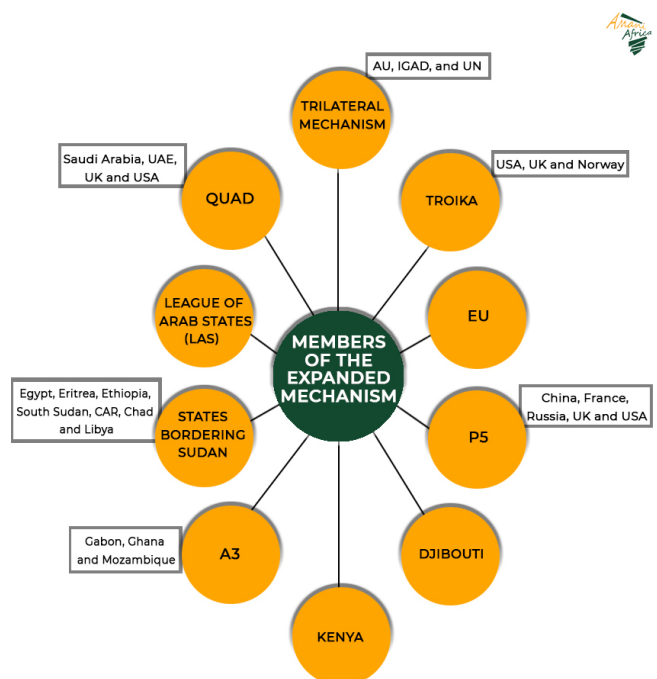 Amani
Africa
AU, IGAD, and UN
TRILATERAL
MECHANISM
Saudi Arabia, UAE,
UK and USA
QUAD
USA, UK and Norway
TROIKA
LEAGUE OF
ARAB STATES
(LAS)
EU
MEMBERS
OF THE
EXPANDED
MECHANISM
Egypt, Eritrea, Ethiopia,
South Sudan, CAR, Chad
and Libya
STATES
BORDERING
SUDAN
China, France,
Russia, UK and USA
P5
Gabon, Ghana
and Mozambique
A3
DJIBOUTI
KENYA